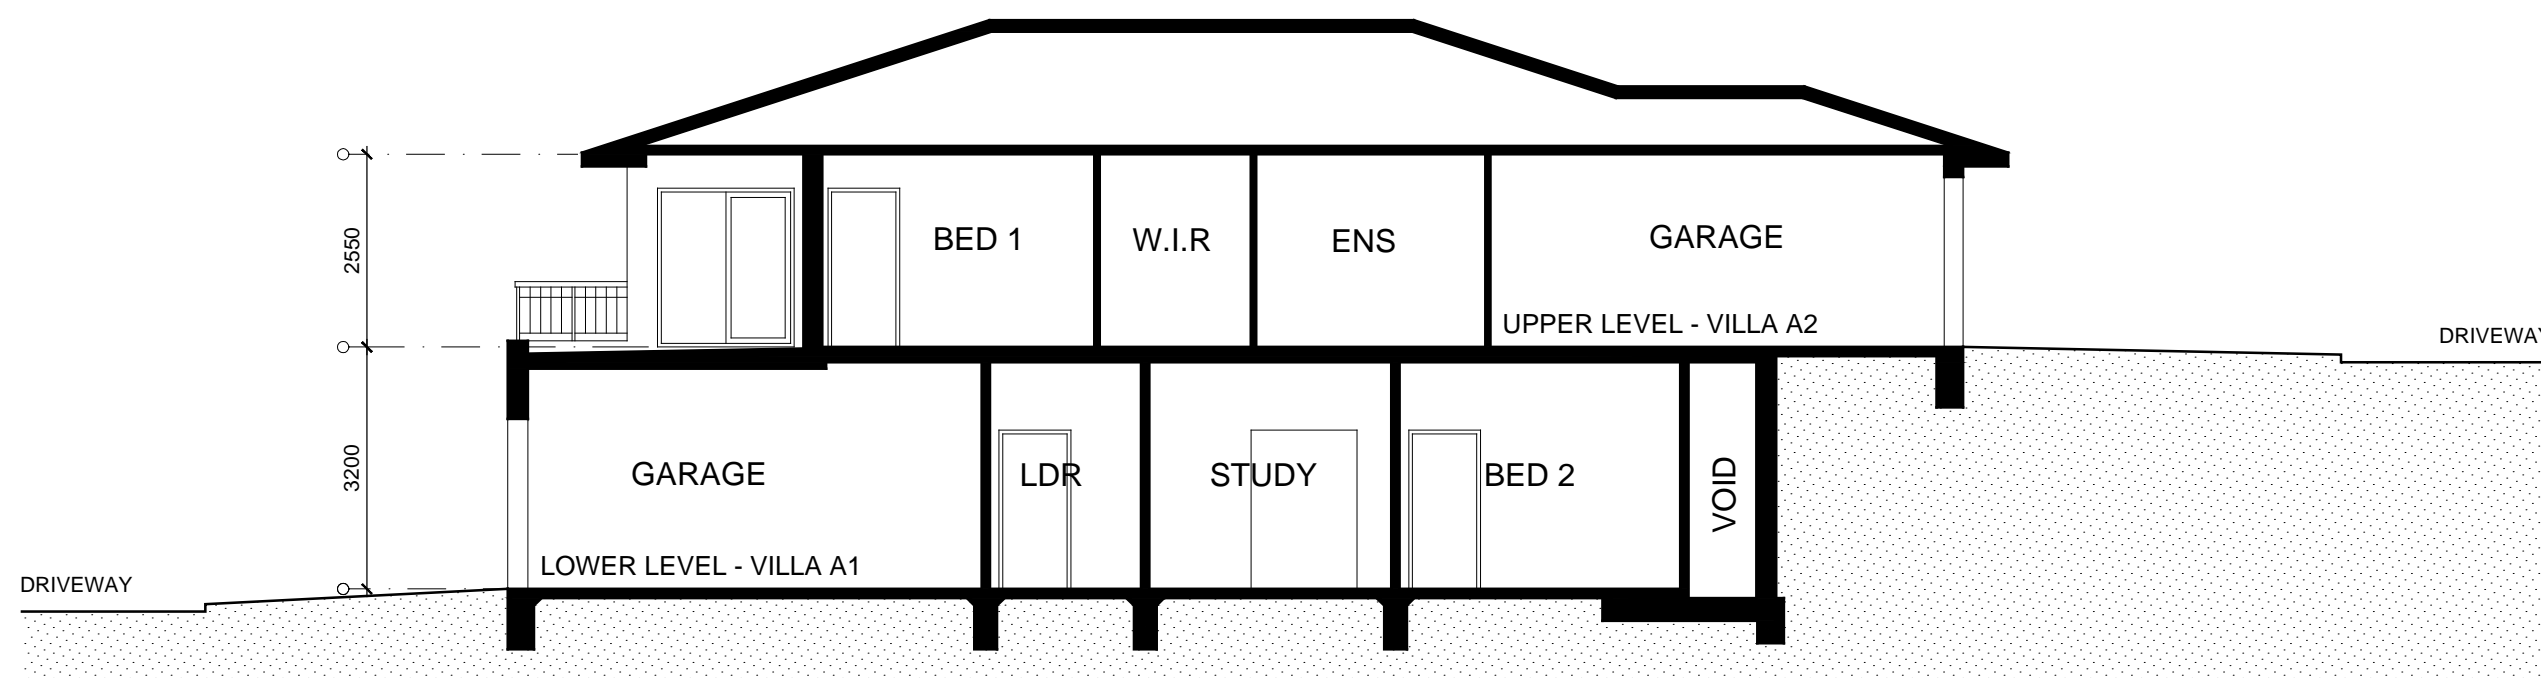 2550
BED 1
W.I.R
ENS
GARAGE
UPPER LEVEL - VILLA A2
DRIVEWAY
3200
GARAGE
LDR
STUDY
BED 2
VOID
LOWER LEVEL - VILLA A1
DRIVEWAY